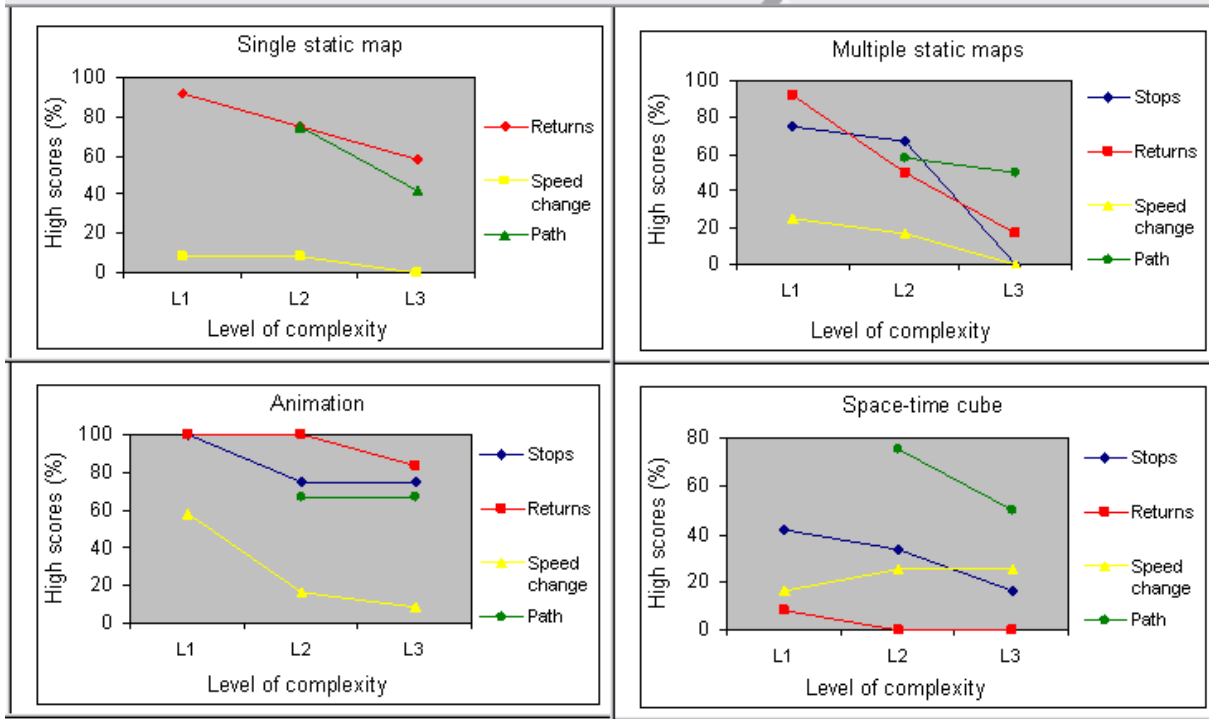 Single static map
High scores (%)
100
80
60
40
20
0
L1 L2 L3
Level of complexity
Returns
Speed
change
Path
Multiple static maps
High scores (%)
100
80
60
40
20
0
L1 L2 L3
Level of complexity
Stops
Returns
Speed
change
Path
Animation
High scores (%)
100
80
60
40
20
0
L1 L2 L3
Level of complexity
Stops
Returns
Speed
change
Path
Space-time cube
High scores (%)
80
60
40
20
0
L1 L2 L3
Level of complexity
Stops
Returns
Speed
change
Path